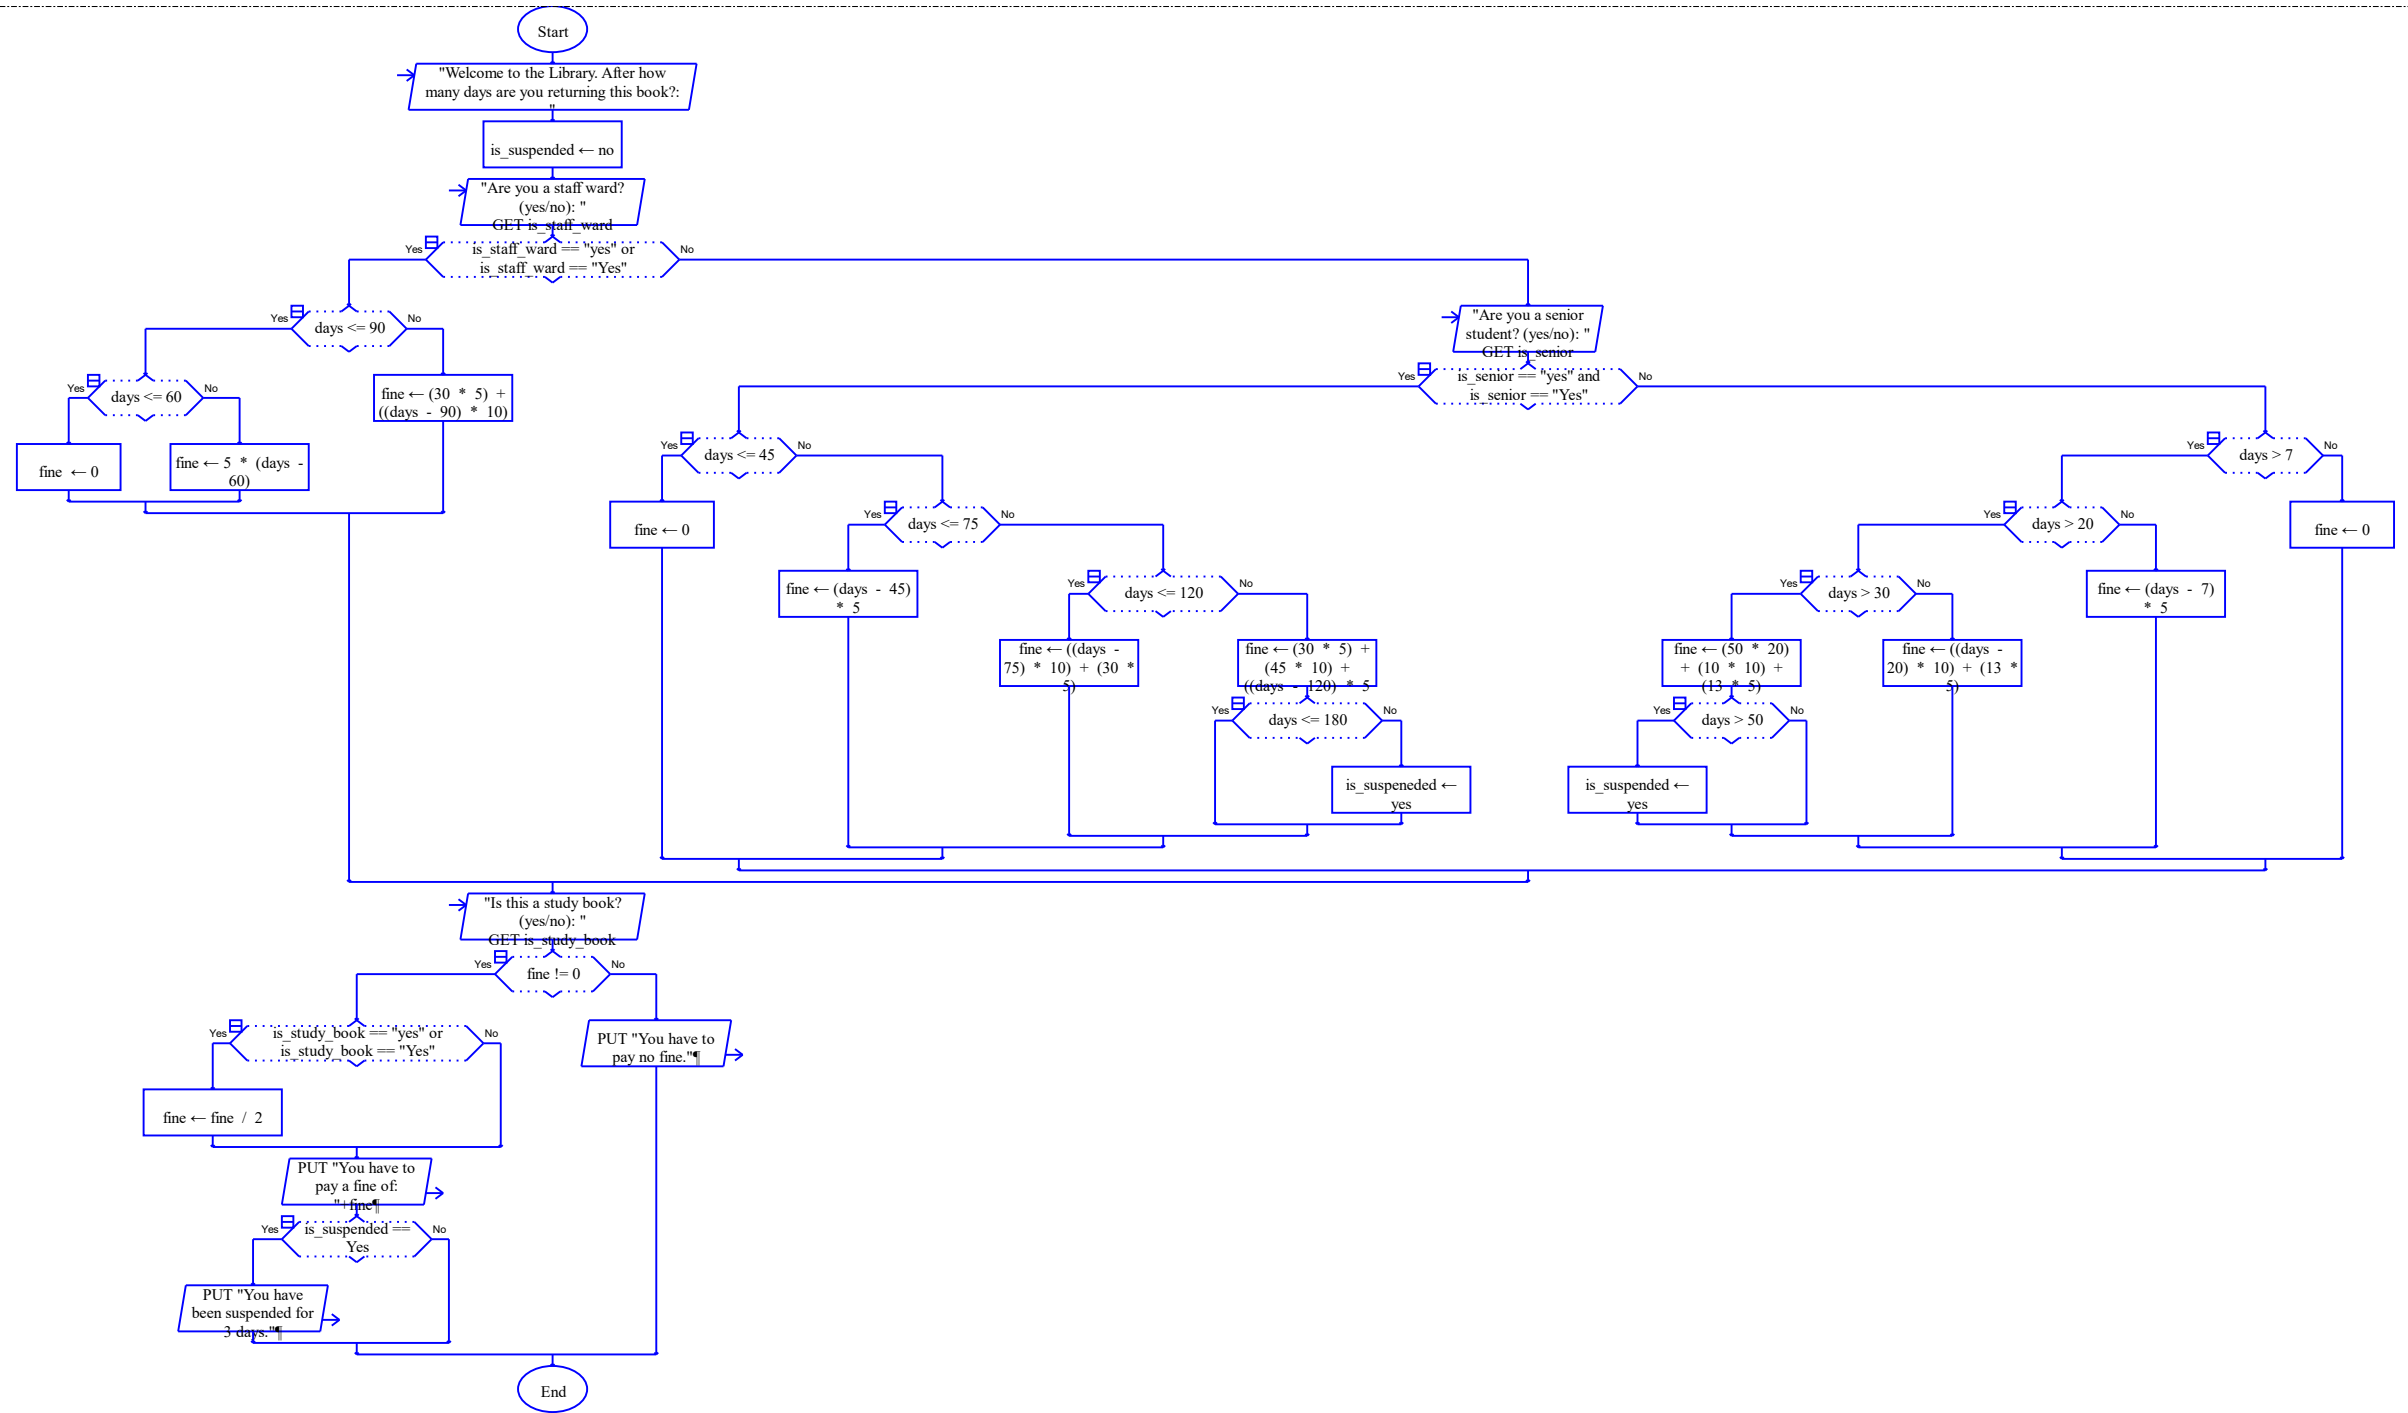 Start
"Welcome to the Library. After how
many days are you returning this book?:
"
is_suspended ← no
"Are you a staff ward?
(yes/no): "
GET is_staff_ward
Yes
No
is_staff_ward == "yes" or
is_staff_ward == "Yes"
Yes
No
days <= 90
Yes
No
days <= 60
fine ← (30 * 5) +
((days - 90) * 10)
fine ← 0
fine ← 5 * (days -
60)
"Are you a senior
student? (yes/no): "
GET is_senior
Yes
No
is_senior == "yes" and
is_senior == "Yes"
Yes
No
days <= 45
fine ← 0
Yes
No
days <= 75
fine ← (days - 45)
* 5
Yes
No
days <= 120
fine ← ((days -
75) * 10) + (30 *
5)
fine ← (30 * 5) +
(45 * 10) +
((days - 120) * 5
Yes
No
days <= 180
is_suspeneded ←
yes
Yes
No
days > 7
fine ← 0
Yes
No
days > 20
fine ← (days - 7)
* 5
Yes
No
days > 30
fine ← (50 * 20)
+ (10 * 10) +
(13 * 5)
fine ← ((days -
20) * 10) + (13 *
5)
Yes
No
days > 50
is_suspended ←
yes
"Is this a study book?
(yes/no): "
GET is_study_book
Yes
No
fine != 0
Yes
No
is_study_book == "yes" or
is_study_book == "Yes"
PUT "You have to
pay no fine."¶
fine ← fine / 2
PUT "You have to
pay a fine of:
"+fine¶
Yes
No
is_suspended ==
Yes
PUT "You have
been suspended for
3 days."¶
End